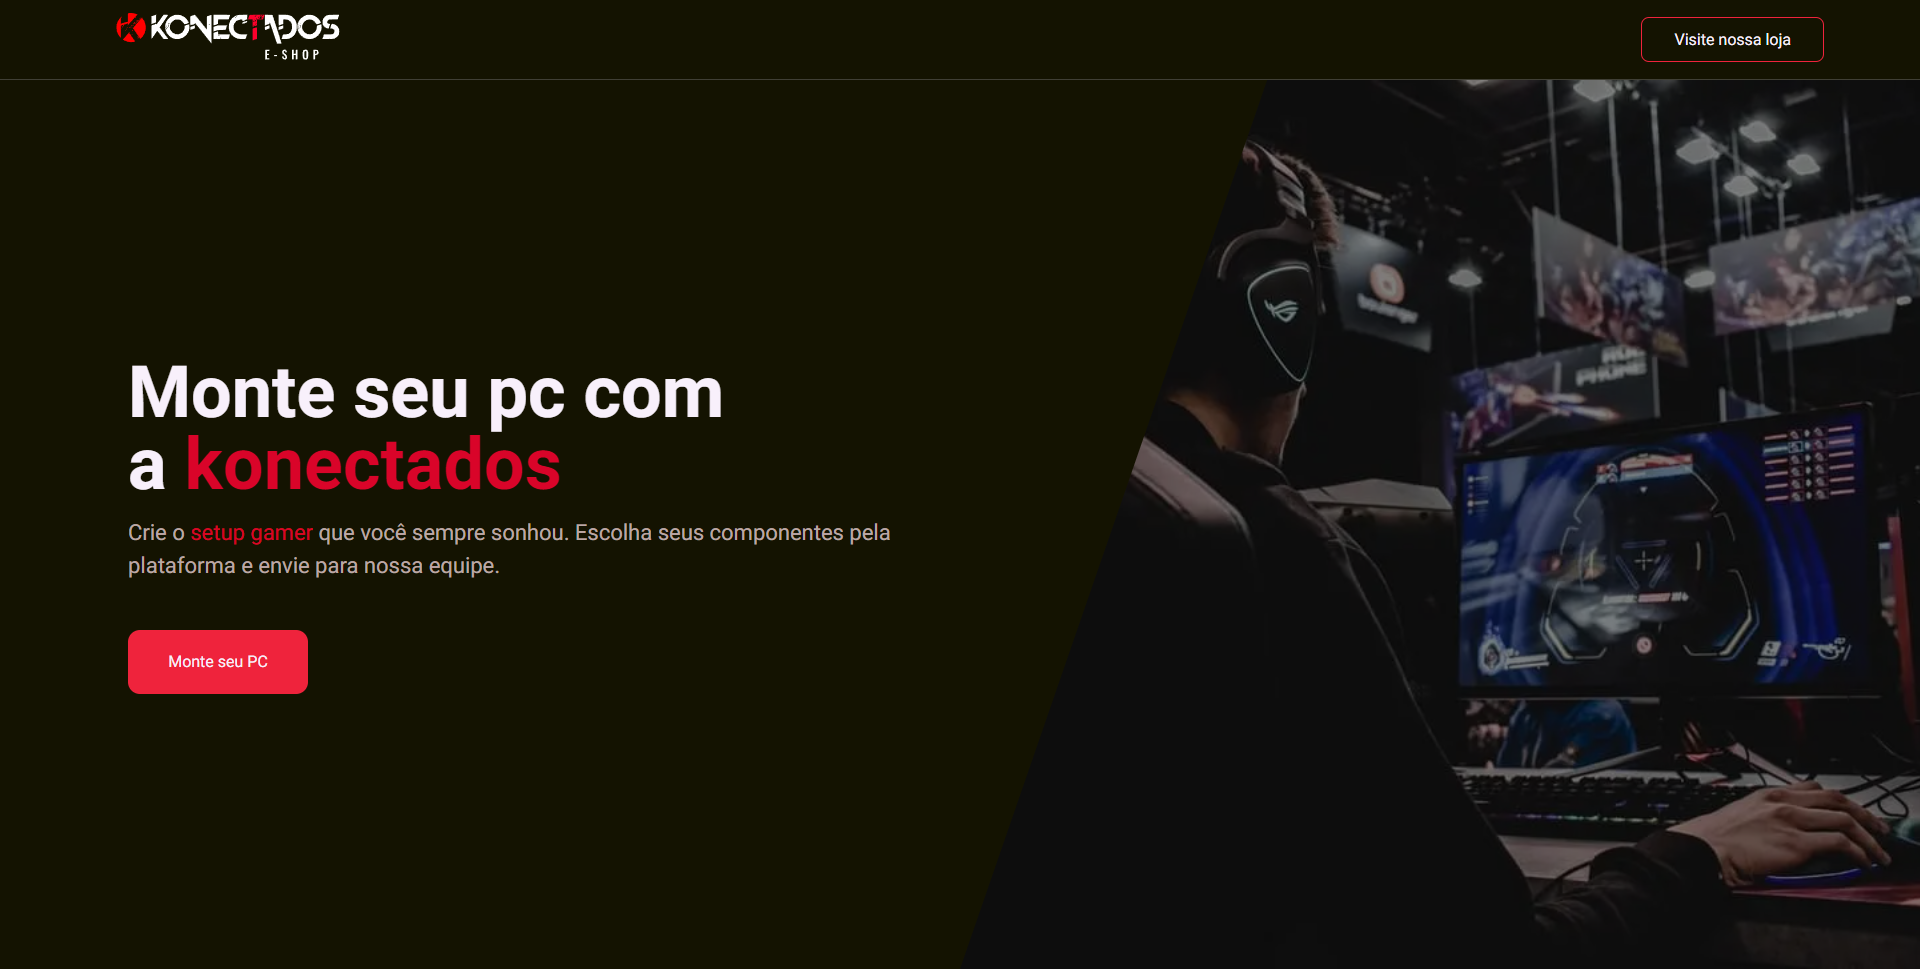 KONECTADOS
E-SHOP
Visite nossa loja
Monte seu pc com
a konectados
Crie o setup gamer que você sempre sonhou. Escolha seus componentes pela
plataforma e envie para nossa equipe.
Monte seu PC
PHONE